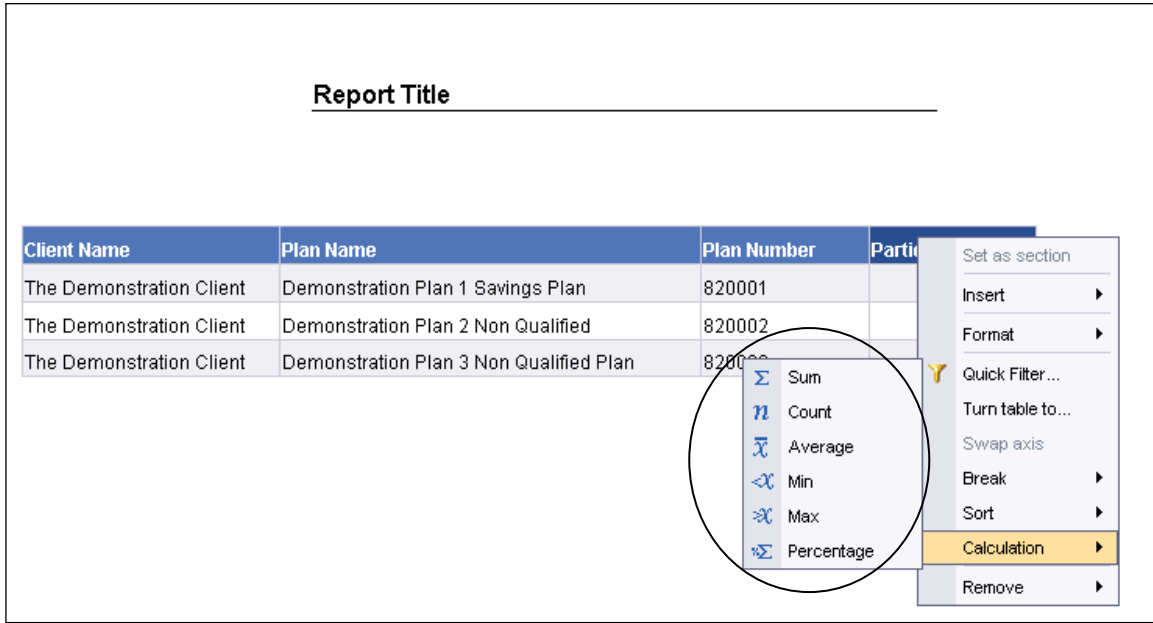 Report Title
Client Name Plan Name Plan Number Partic
The Demonstration Client Demonstration Plan 1 Savings Plan 820001
The Demonstration Client Demonstration Plan 2 Non Qualified 820002
The Demonstration Client Demonstration Plan 3 Non Qualified Plan
Set as section
Insert
Format
Quick Filter...
Turn table to...
Swap axis
Break
Sort
Calculation
Remove
Σ Sum
n Count
x̅ Average
<x Min
>x Max
%Σ Percentage